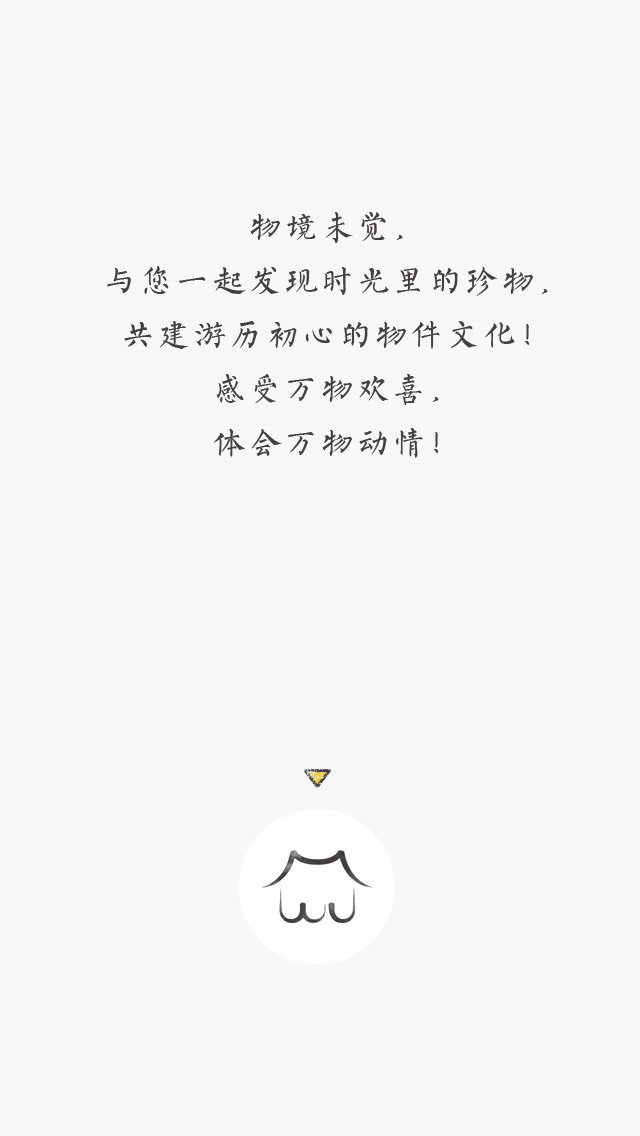 物境未觉，
与您一起发现时光里的珍物，
共建游历初心的物件文化！
感受万物欢喜，
体会万物动情！